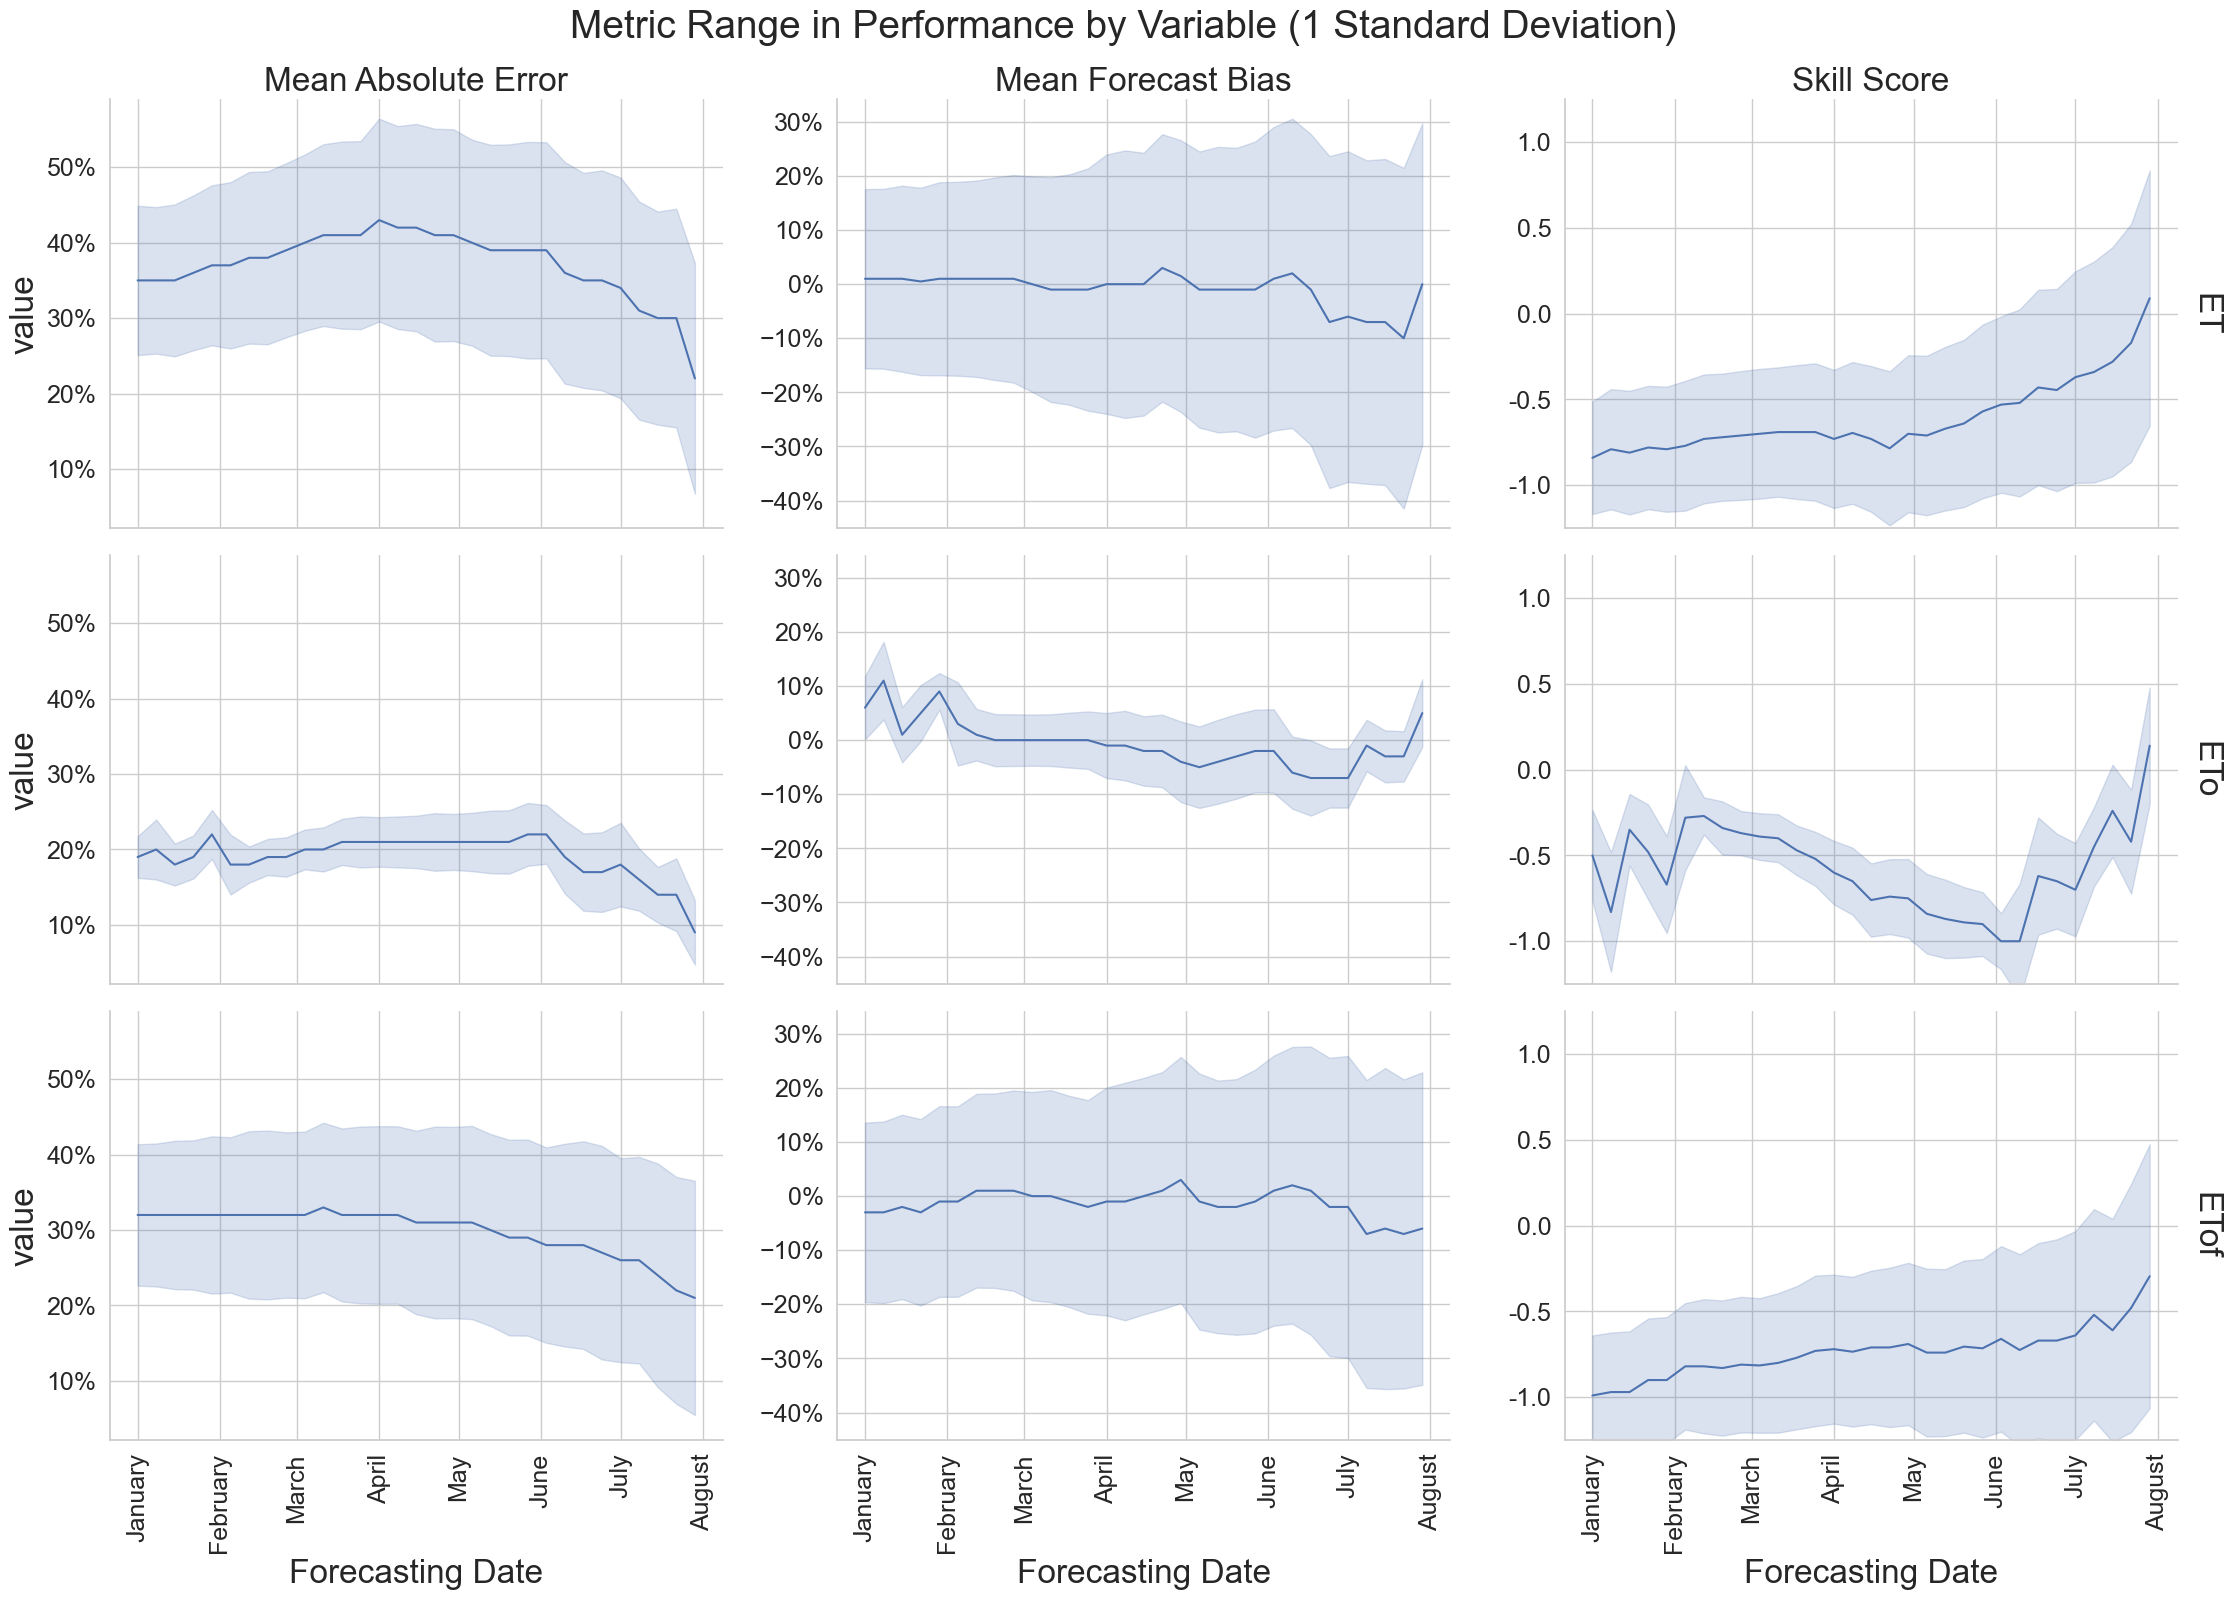 Metric Range in Performance by Variable (1 Standard Deviation)
Mean Absolute Error
Mean Forecast Bias
Skill Score
value
50%
40%
30%
20%
10%
30%
20%
10%
0%
−10%
−20%
−30%
−40%
1.0
0.5
0.0
-0.5
-1.0
ET
value
50%
40%
30%
20%
10%
30%
20%
10%
0%
−10%
−20%
−30%
−40%
1.0
0.5
0.0
-0.5
-1.0
ETo
value
50%
40%
30%
20%
10%
30%
20%
10%
0%
−10%
−20%
−30%
−40%
1.0
0.5
0.0
-0.5
-1.0
ETof
January
February
March
April
May
June
July
August
January
February
March
April
May
June
July
August
January
February
March
April
May
June
July
August
Forecasting Date
Forecasting Date
Forecasting Date